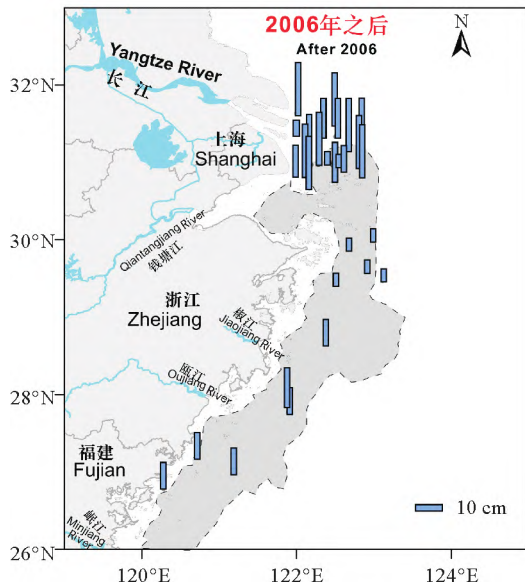 2006年之后
After 2006
N
32°N
30°N
28°N
26°N
120°E
122°E
124°E
Yangtze River
长江
上海
Shanghai
Qiantangjiang River
钱塘江
浙江
Zhejiang
椒江
Jiaojiang River
瓯江
Oujiang River
福建
Fujian
岷江
Minjiang
River
10 cm